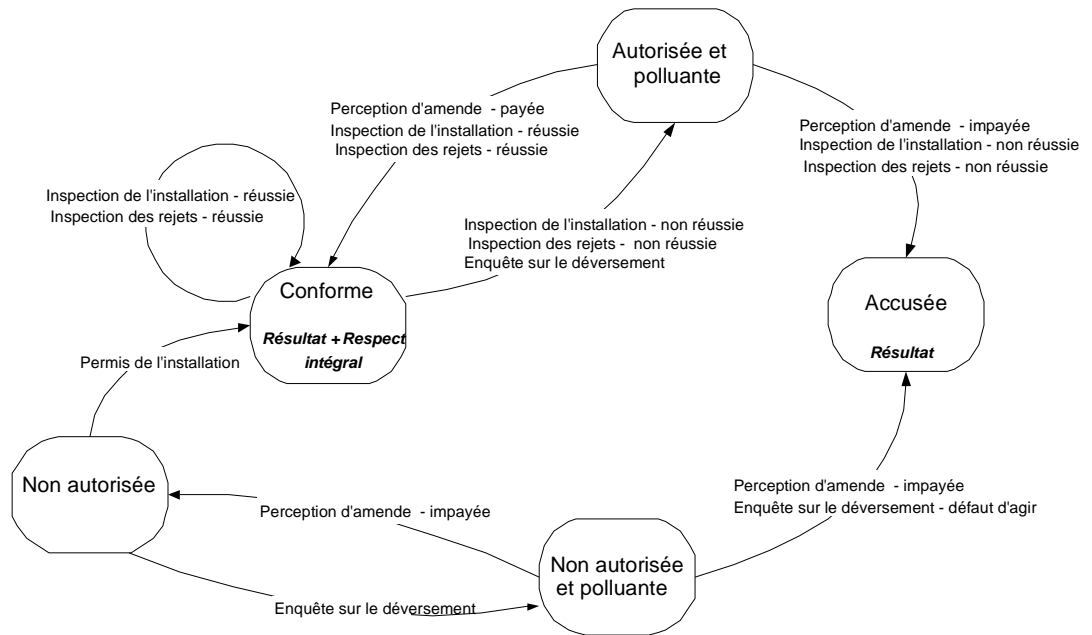 Autorisée et
polluante
Perception d'amende - payée
Inspection de l'installation - réussie
Inspection des rejets - réussie
Perception d'amende - impayée
Inspection de l'installation - non réussie
Inspection des rejets - non réussie
Inspection de l'installation - réussie
Inspection des rejets - réussie
Inspection de l'installation - non réussie
Inspection des rejets - non réussie
Enquête sur le déversement
Conforme
Résultat + Respect
intégral
Accusée
Résultat
Permis de l'installation
Non autorisée
Perception d'amende - impayée
Perception d'amende - impayée
Enquête sur le déversement - défaut d'agir
Non autorisée
et polluante
Enquête sur le déversement